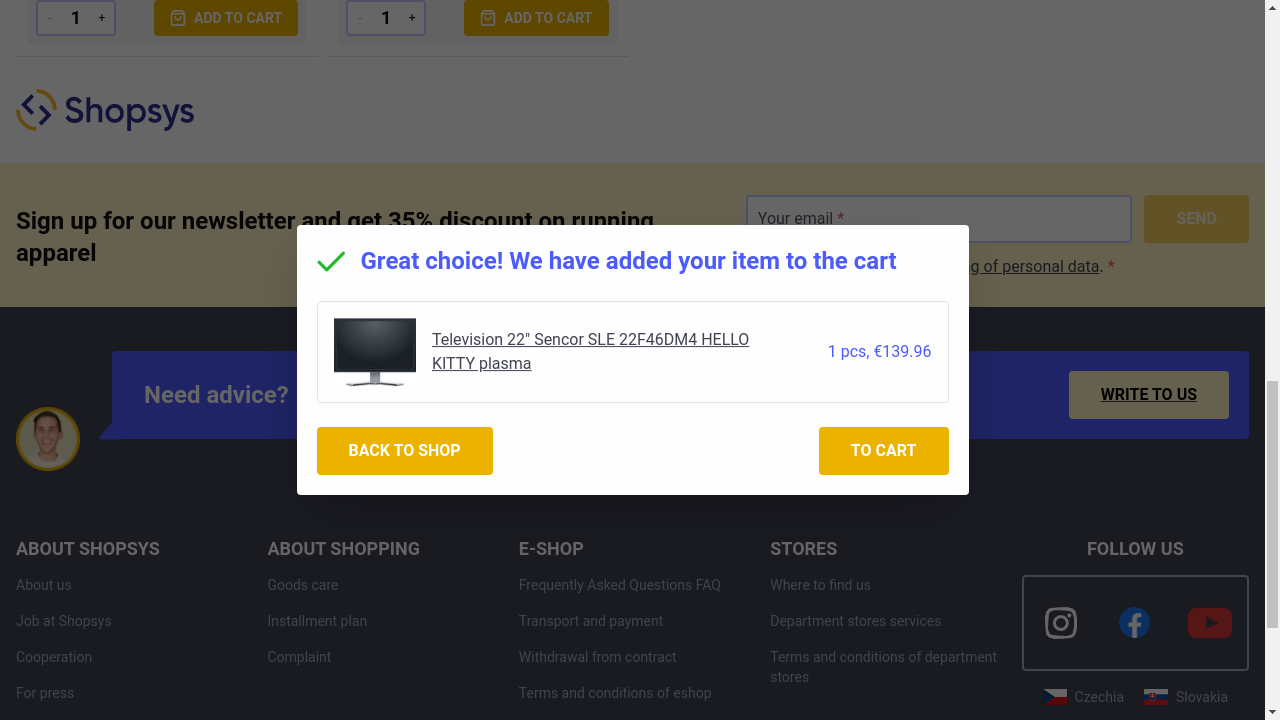 - 1 + ADD TO CART - 1 + ADD TO CART
Shopsys
Sign up for our newsletter and get 35% discount on running
apparel
Your email *
SEND
g of personal data. *
Great choice! We have added your item to the cart
Television 22" Sencor SLE 22F46DM4 HELLO
KITTY plasma
1 pcs, €139.96
BACK TO SHOP
TO CART
Need advice?
WRITE TO US
ABOUT SHOPSYS
About us
Job at Shopsys
Cooperation
For press
ABOUT SHOPPING
Goods care
Installment plan
Complaint
E-SHOP
Frequently Asked Questions FAQ
Transport and payment
Withdrawal from contract
Terms and conditions of eshop
STORES
Where to find us
Department stores services
Terms and conditions of department
stores
FOLLOW US
Czechia
Slovakia